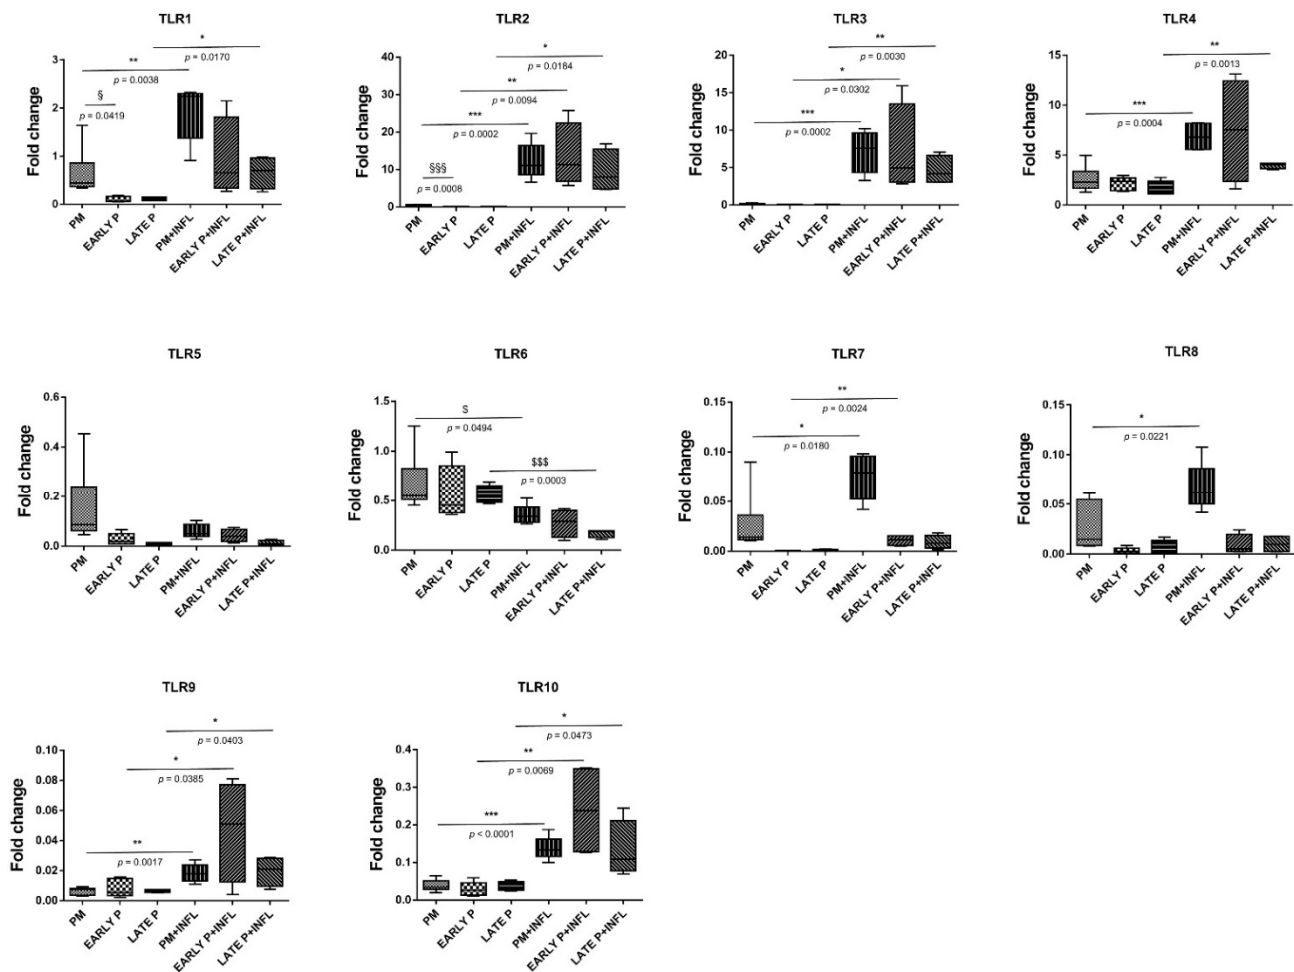 TLR1
*
p = 0.0170
**
p = 0.0038
§
p = 0.0419
Fold change
3
2
1
0
PM
EARLY P
LATE P
PM+INFL
EARLY P+INFL
LATE P+INFL
TLR2
*
p = 0.0184
**
p = 0.0094
***
p = 0.0002
§§§
p = 0.0008
Fold change
40
30
20
10
0
PM
EARLY P
LATE P
PM+INFL
EARLY P+INFL
LATE P+INFL
TLR3
**
p = 0.0030
*
p = 0.0302
***
p = 0.0002
Fold change
20
15
10
5
0
PM
EARLY P
LATE P
PM+INFL
EARLY P+INFL
LATE P+INFL
TLR4
**
p = 0.0013
***
p = 0.0004
Fold change
15
10
5
0
PM
EARLY P
LATE P
PM+INFL
EARLY P+INFL
LATE P+INFL
TLR5
Fold change
0.6
0.4
0.2
0.0
PM
EARLY P
LATE P
PM+INFL
EARLY P+INFL
LATE P+INFL
TLR6
$
p = 0.0494
$$$
p = 0.0003
Fold change
1.5
1.0
0.5
0.0
PM
EARLY P
LATE P
PM+INFL
EARLY P+INFL
LATE P+INFL
TLR7
**
p = 0.0024
*
p = 0.0180
Fold change
0.15
0.10
0.05
0.00
PM
EARLY P
LATE P
PM+INFL
EARLY P+INFL
LATE P+INFL
TLR8
*
p = 0.0221
Fold change
0.15
0.10
0.05
0.00
PM
EARLY P
LATE P
PM+INFL
EARLY P+INFL
LATE P+INFL
TLR9
*
p = 0.0403
*
p = 0.0385
**
p = 0.0017
Fold change
0.10
0.08
0.06
0.04
0.02
0.00
PM
EARLY P
LATE P
PM+INFL
EARLY P+INFL
LATE P+INFL
TLR10
*
p = 0.0473
**
p = 0.0069
***
p < 0.0001
Fold change
0.4
0.3
0.2
0.1
0.0
PM
EARLY P
LATE P
PM+INFL
EARLY P+INFL
LATE P+INFL